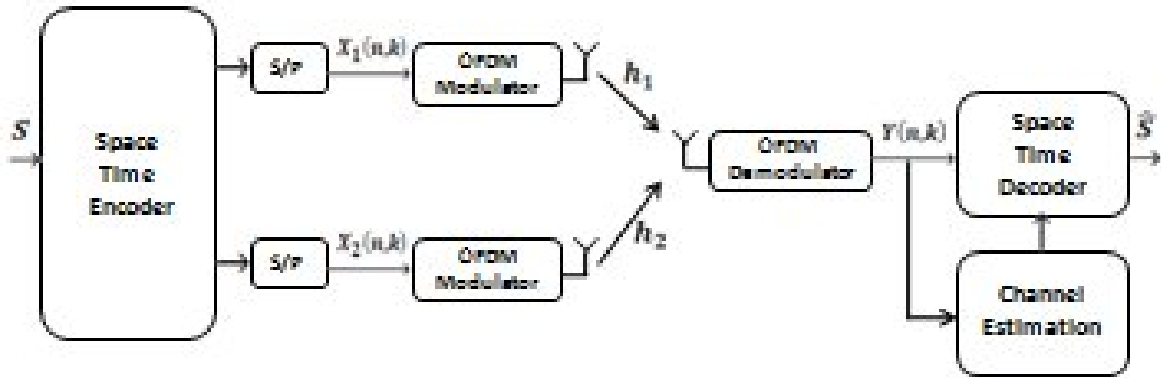 S
Space
Time
Encoder
S/P
X₁(n,k)
OFDM
Modulator
h₁
S/P
X₂(n,k)
OFDM
Modulator
h₂
OFDM
Demodulator
Y(n,k)
Space
Time
Decoder
Ŝ
Channel
Estimation